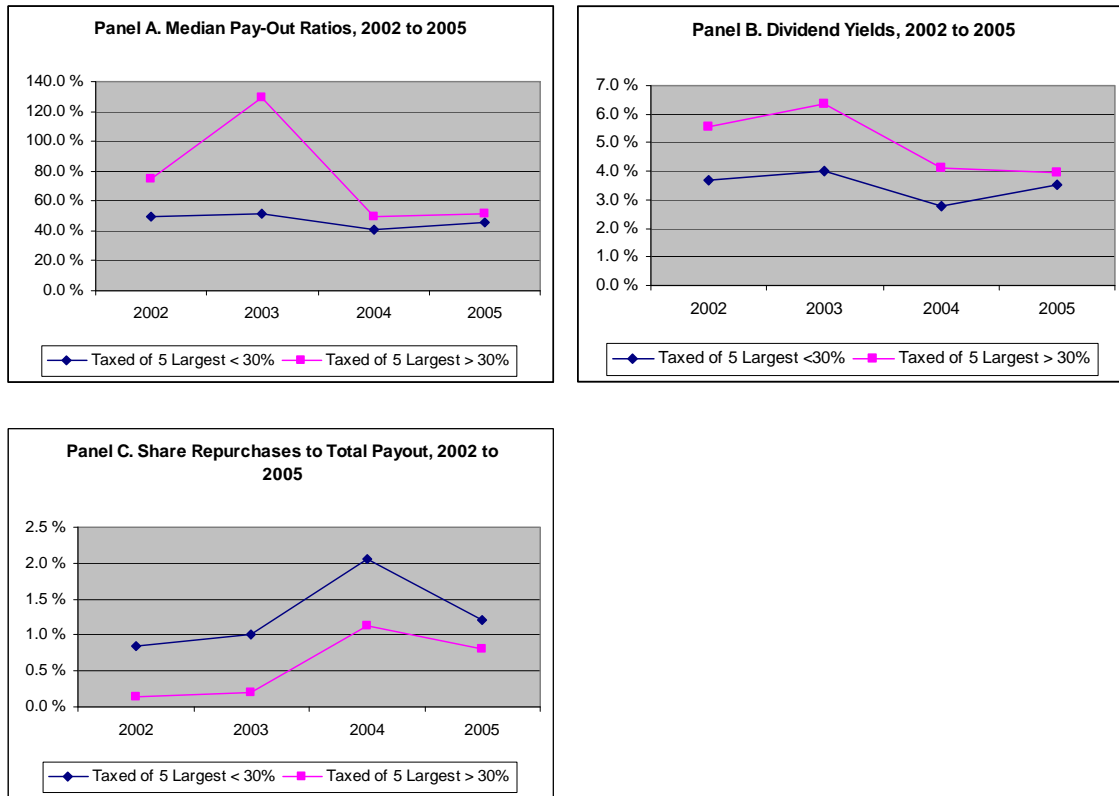 Panel A. Median Pay-Out Ratios, 2002 to 2005
140.0 %
120.0 %
100.0 %
80.0 %
60.0 %
40.0 %
20.0 %
0.0 %
2002 2003 2004 2005
Taxed of 5 Largest < 30% Taxed of 5 Largest > 30%
Panel B. Dividend Yields, 2002 to 2005
7.0 %
6.0 %
5.0 %
4.0 %
3.0 %
2.0 %
1.0 %
0.0 %
2002 2003 2004 2005
Taxed of 5 Largest <30% Taxed of 5 Largest > 30%
Panel C. Share Repurchases to Total Payout, 2002 to
2005
2.5 %
2.0 %
1.5 %
1.0 %
0.5 %
0.0 %
2002 2003 2004 2005
Taxed of 5 Largest < 30% Taxed of 5 Largest > 30%